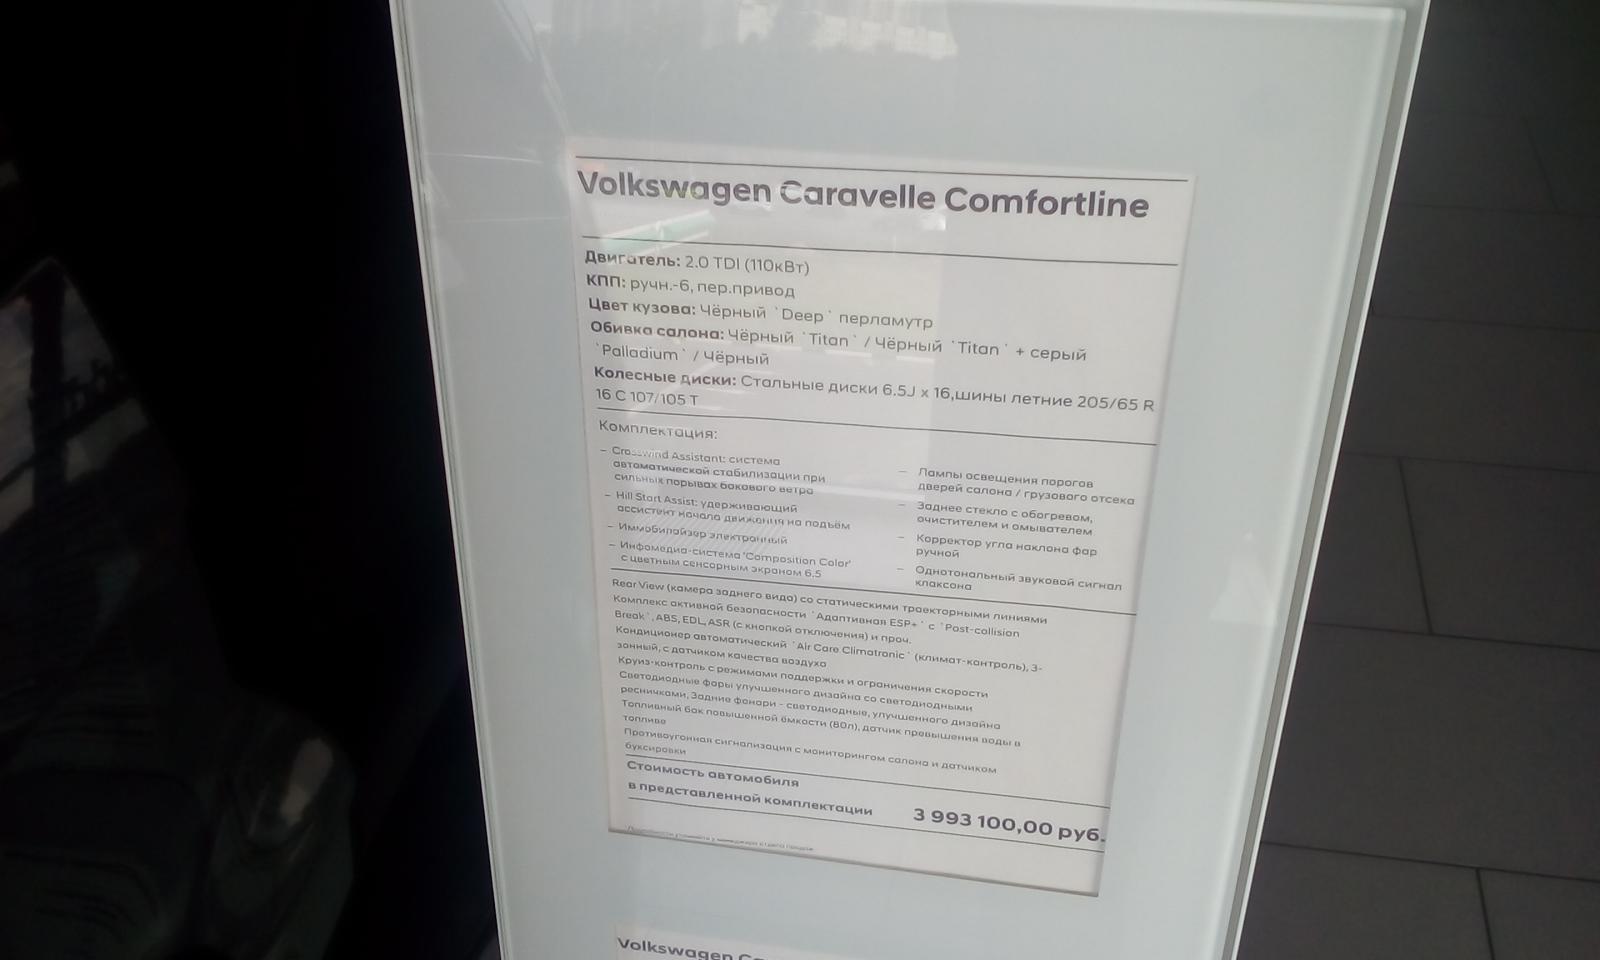 Volkswagen Caravelle Comfortline
Двигатель: 2.0 TDI (110кВт)
КПП: ручн.-6, пер.привод
Цвет кузова: Чёрный `Deep` перламутр
Обивка салона: Чёрный `Titan` / Чёрный `Titan` + серый
`Palladium` / Чёрный
Колесные диски: Стальные диски 6.5J x 16,шины летние 205/65 R
16 C 107/105 T
Комплектация:
– Crosswind Assistant: система
автоматической стабилизации при
сильных порывах бокового ветра
– Hill Start Assist: удерживающий
ассистент начала движения на подъём
– Иммобилайзер электронный
– Инфомедиа-система 'Composition Color'
с цветным сенсорным экраном 6.5
– Лампы освещения порогов
дверей салона / грузового отсека
– Заднее стекло с обогревом,
очистителем и омывателем
– Корректор угла наклона фар
ручной
– Однотональный звуковой сигнал
клаксона
Rear View (камера заднего вида) со статическими траекторными линиями
Комплекс активной безопасности `Адаптивная ESP+` с `Post-collision
Break`, ABS, EDL, ASR (с кнопкой отключения) и проч.
Кондиционер автоматический `Air Care Climatronic` (климат-контроль), 3-
зонный, с датчиком качества воздуха
Круиз-контроль с режимами поддержки и ограничения скорости
Светодиодные фары улучшенного дизайна со светодиодными
ресничками, Задние фонари - светодиодные, улучшенного дизайна
Топливный бак повышенной ёмкости (80л), датчик превышения воды в
топливе
Противоугонная сигнализация с мониторингом салона и датчиком
буксировки
Стоимость автомобиля
в представленной комплектации 3 993 100,00 руб.
Подробности уточняйте у менеджера отдела продаж
Volkswagen